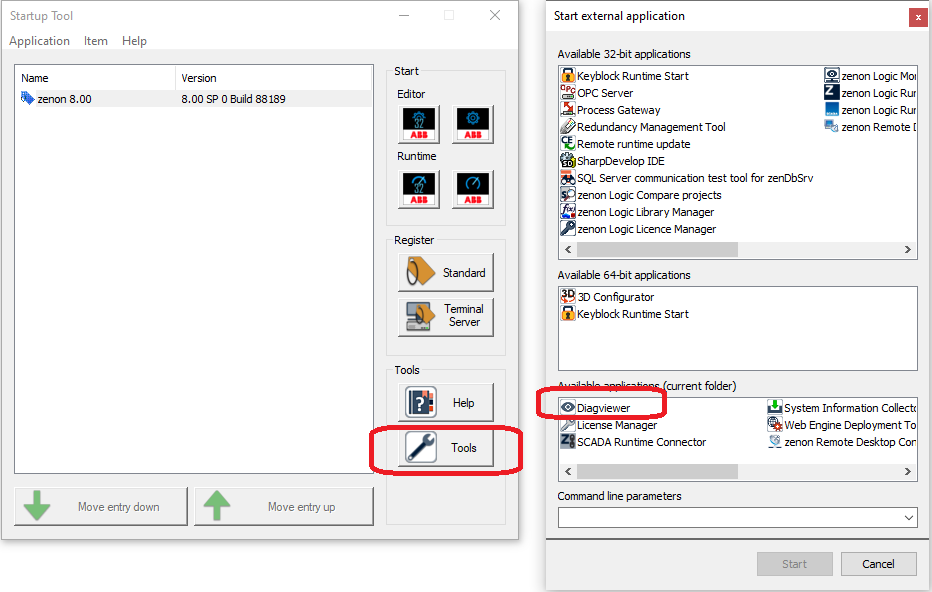 Startup Tool
Application Item Help
Name Version
zenon 8.00 8.00 SP 0 Build 88189
Start
Editor
32
ABB
ABB
Runtime
32
ABB
ABB
Register
Standard
Terminal
Server
Tools
Help
Tools
Move entry down
Move entry up
Start external application
Available 32-bit applications
Keyblock Runtime Start
OPC Server
Process Gateway
Redundancy Management Tool
Remote runtime update
SharpDevelop IDE
SQL Server communication test tool for zenDbSrv
zenon Logic Compare projects
zenon Logic Library Manager
zenon Logic Licence Manager
zenon Logic Mor
zenon Logic Rur
zenon Logic Rur
zenon Remote D
Available 64-bit applications
3D Configurator
Keyblock Runtime Start
Available applications (current folder)
Diagviewer
License Manager
SCADA Runtime Connector
System Information Collecto
Web Engine Deployment To
zenon Remote Desktop Cor
Command line parameters
Start
Cancel